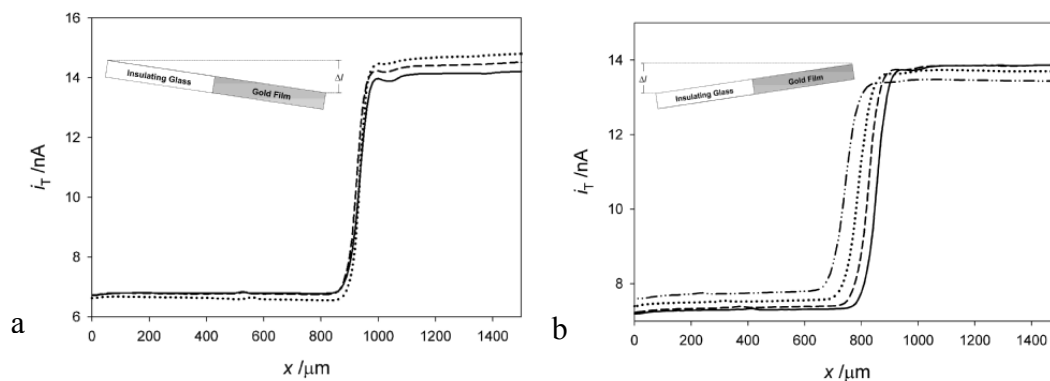 16
14
12
10
8
6
i_T /nA
Insulating Glass
Gold Film
Δl
0 200 400 600 800 1000 1200 1400
x /μm
a
14
12
10
8
i_T /nA
Δl
Insulating Glass
Gold Film
0 200 400 600 800 1000 1200 1400
x /μm
b